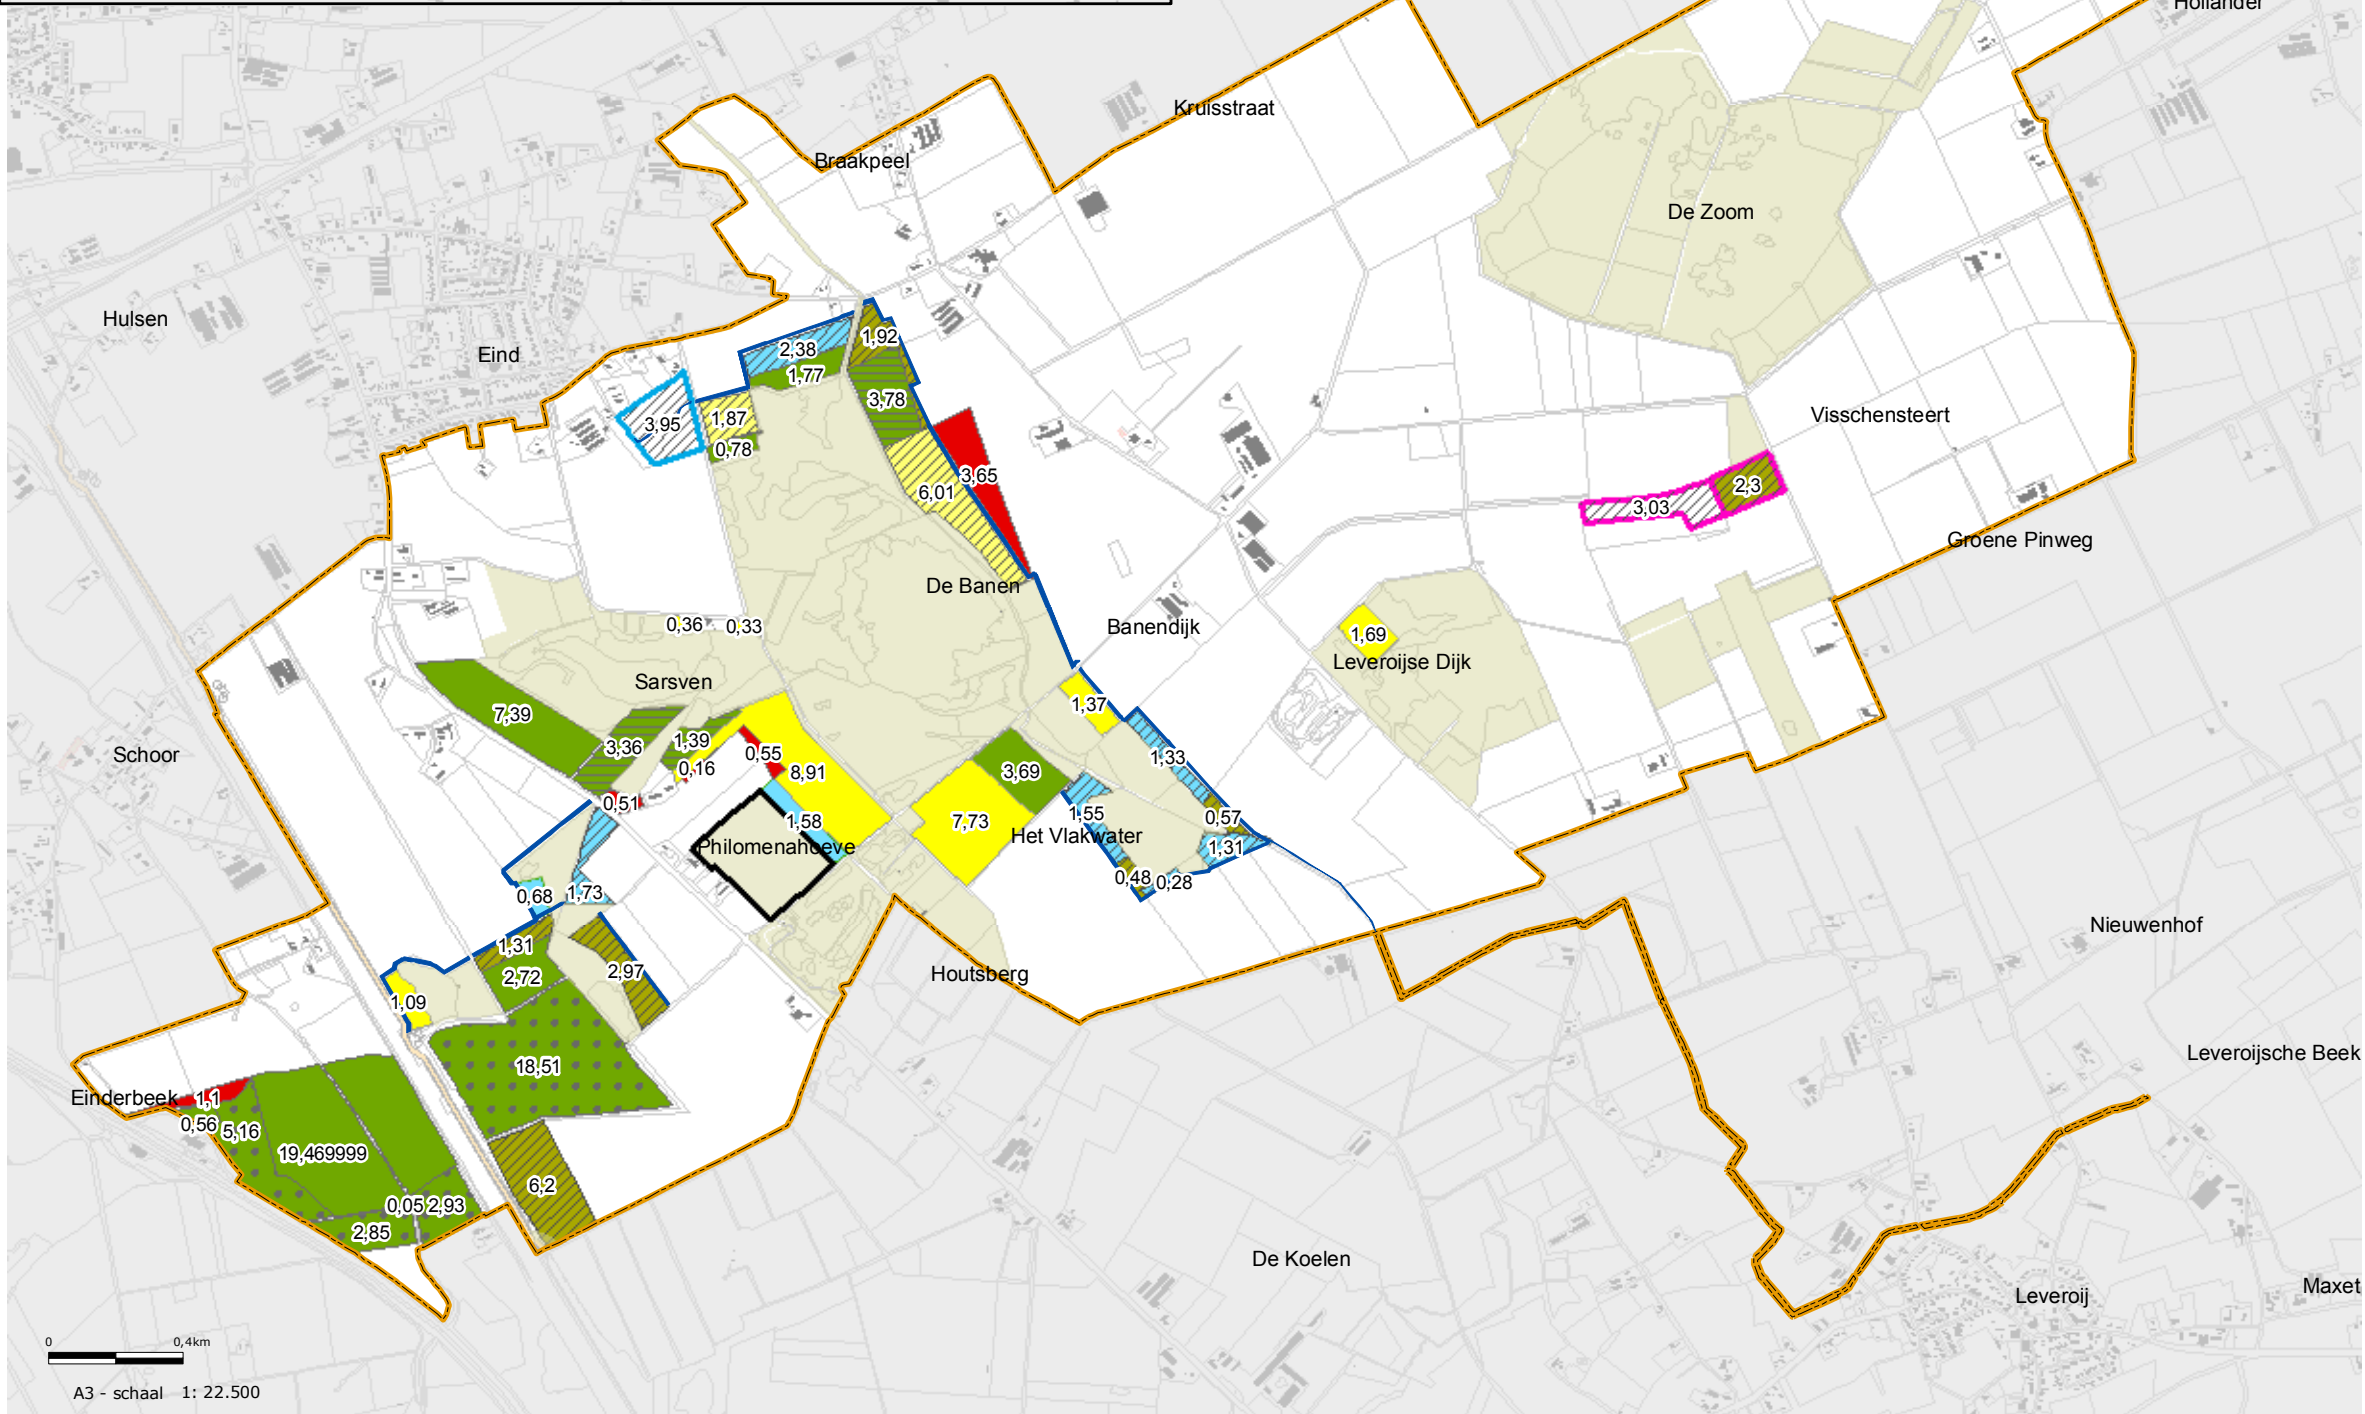 Hollander
Kruisstraat
Braakpeel
De Zoom
Hulsen
Eind
1,92
2,38
1,77
3,78
1,87
3,95
0,78
Visschensteert
3,65
6,01
2,3
3,03
Groene Pinweg
De Banen
0,36
0,33
Banendijk
1,69
Leveroijse Dijk
Sarsven
1,37
7,39
3,36
1,39
0,55
Schoor
1,33
0,16
8,91
3,69
0,51
1,58
7,73
1,55
0,57
Het Vlakwater
Philomenahoeve
1,31
0,48
0,28
0,68
1,73
Nieuwenhof
1,31
2,97
2,72
Houtsberg
1,09
Leveroijsche Beek
18,51
Einderbeek
1,1
0,56
5,16
19,469999
6,2
0,05
2,93
2,85
De Koelen
Maxet
Leveroij
0
0,4km
A3 - schaal 1: 22.500